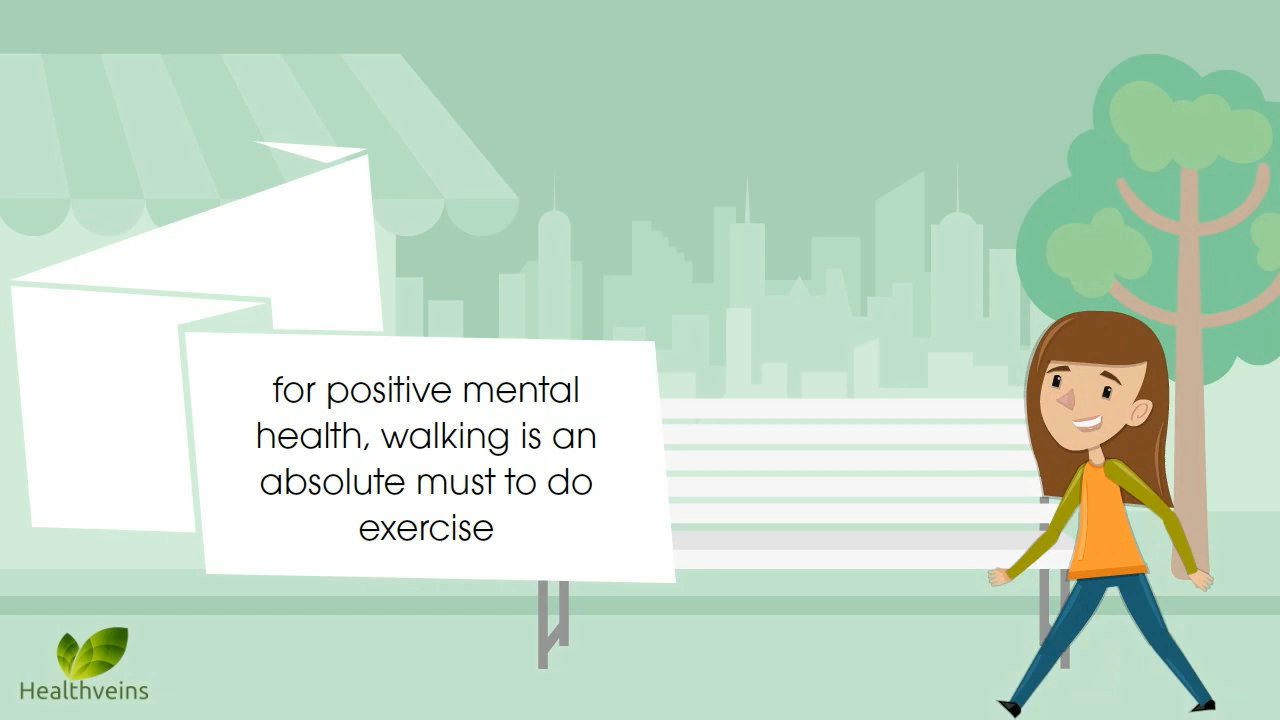 for positive mental
health, walking is an
absolute must to do
exercise
Healthveins